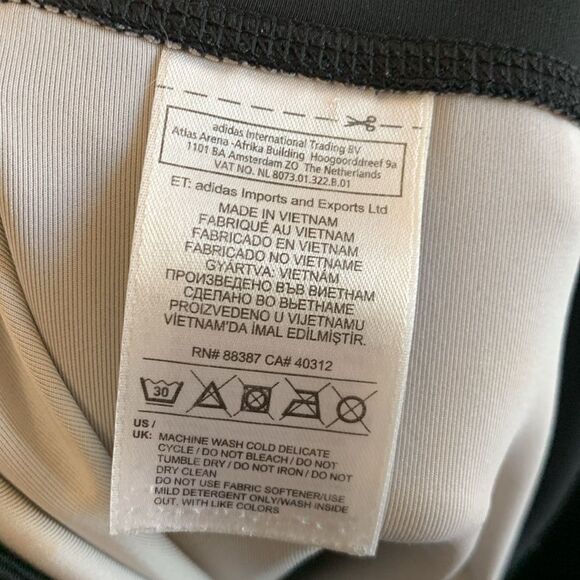 adidas International Trading BV
Atlas Arena -Afrika Building Hoogoorddreef 9a
1101 BA Amsterdam ZO The Netherlands
VAT NO. NL 8073.01.322.B.01
ET: adidas Imports and Exports Ltd
MADE IN VIETNAM
FABRIQUÉ AU VIETNAM
FABRICADO EN VIETNAM
FABRICADO NO VIETNAME
GYÁRTVA: VIETNÁM
ПРОИЗВЕДЕНО ВЪВ ВИЕТНАМ
СДЕЛАНО ВО ВЬЕТНАМЕ
PROIZVEDENO U VIJETNAMU
VİETNAM'DA İMAL EDİLMİŞTİR.
RN# 88387 CA# 40312
30
US /
UK: MACHINE WASH COLD DELICATE
CYCLE / DO NOT BLEACH / DO NOT
TUMBLE DRY / DO NOT IRON / DO NOT
DRY CLEAN
DO NOT USE FABRIC SOFTENER/USE
MILD DETERGENT ONLY/WASH INSIDE
OUT. WITH LIKE COLORS